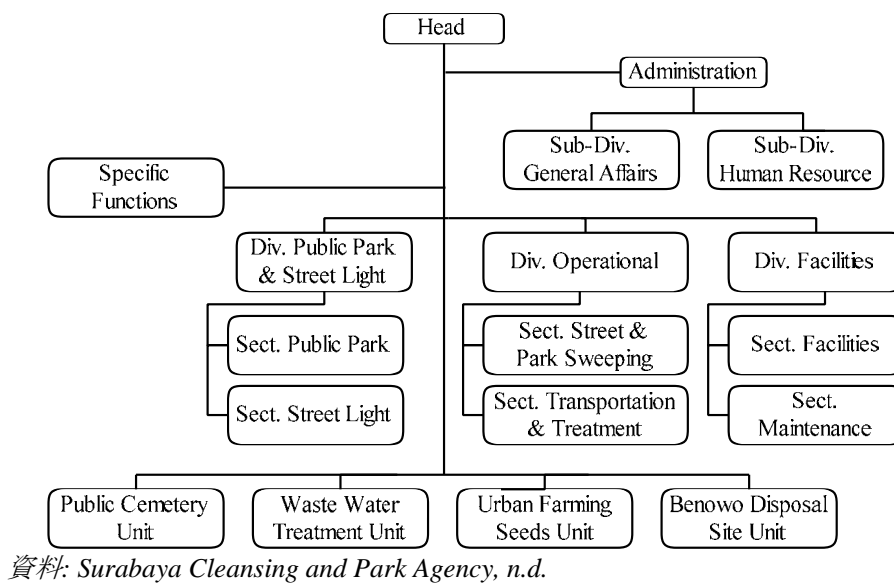 Head
Administration
Sub-Div.
General Affairs
Sub-Div.
Human Resource
Specific
Functions
Div. Public Park
& Street Light
Div. Operational
Div. Facilities
Sect. Public Park
Sect. Street &
Park Sweeping
Sect. Facilities
Sect. Street Light
Sect. Transportation
& Treatment
Sect.
Maintenance
Public Cemetery
Unit
Waste Water
Treatment Unit
Urban Farming
Seeds Unit
Benowo Disposal
Site Unit
資料: Surabaya Cleansing and Park Agency, n.d.